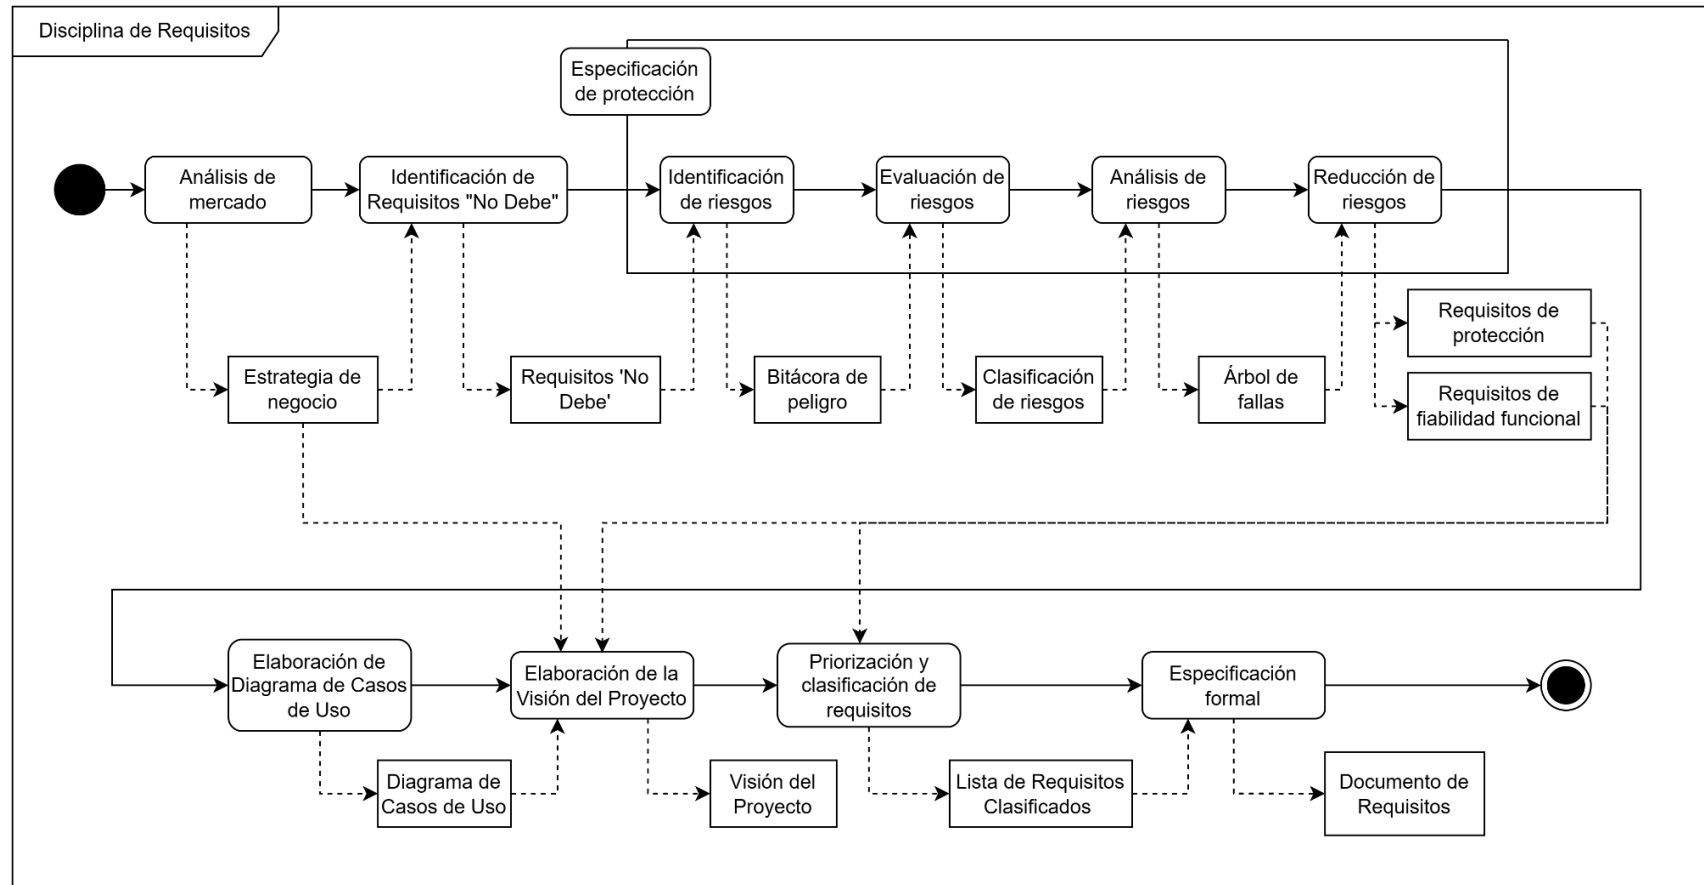 Disciplina de Requisitos
Especificación
de protección
Análisis de
mercado
Identificación de
Requisitos "No Debe"
Identificación
de riesgos
Evaluación de
riesgos
Análisis de
riesgos
Reducción de
riesgos
Requisitos de
protección
Estrategia de
negocio
Requisitos 'No
Debe'
Bitácora de
peligro
Clasificación
de riesgos
Árbol de
fallas
Requisitos de
fiabilidad funcional
Elaboración de
Diagrama de Casos
de Uso
Elaboración de la
Visión del Proyecto
Priorización y
clasificación de
requisitos
Especificación
formal
Diagrama de
Casos de Uso
Visión del
Proyecto
Lista de Requisitos
Clasificados
Documento de
Requisitos